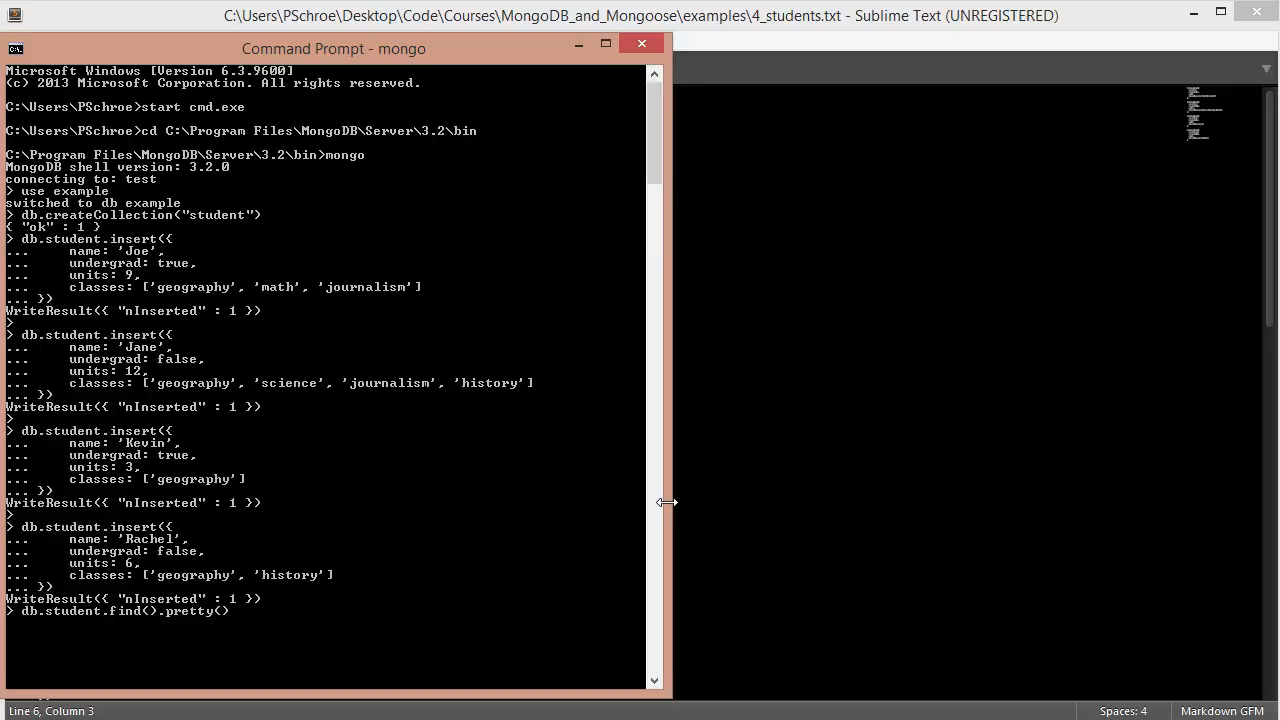 C:\Users\PSchroe\Desktop\Code\Courses\MongoDB_and_Mongoose\examples\4_students.txt - Sublime Text (UNREGISTERED)
Command Prompt - mongo
Microsoft Windows [Version 6.3.9600]
(c) 2013 Microsoft Corporation. All rights reserved.
C:\Users\PSchroe>start cmd.exe
C:\Users\PSchroe>cd C:\Program Files\MongoDB\Server\3.2\bin
C:\Program Files\MongoDB\Server\3.2\bin>mongo
MongoDB shell version: 3.2.0
connecting to: test
> use example
switched to db example
> db.createCollection("student")
{ "ok" : 1 }
> db.student.insert({
...     name: 'Joe',
...     undergrad: true,
...     units: 9,
...     classes: ['geography', 'math', 'journalism']
... })
WriteResult({ "nInserted" : 1 })
>
> db.student.insert({
...     name: 'Jane',
...     undergrad: false,
...     units: 12,
...     classes: ['geography', 'science', 'journalism', 'history']
... })
WriteResult({ "nInserted" : 1 })
>
> db.student.insert({
...     name: 'Kevin',
...     undergrad: true,
...     units: 3,
...     classes: ['geography']
... })
WriteResult({ "nInserted" : 1 })
>
> db.student.insert({
...     name: 'Rachel',
...     undergrad: false,
...     units: 6,
...     classes: ['geography', 'history']
... })
WriteResult({ "nInserted" : 1 })
> db.student.find().pretty()
Line 6, Column 3
Spaces: 4
Markdown GFM